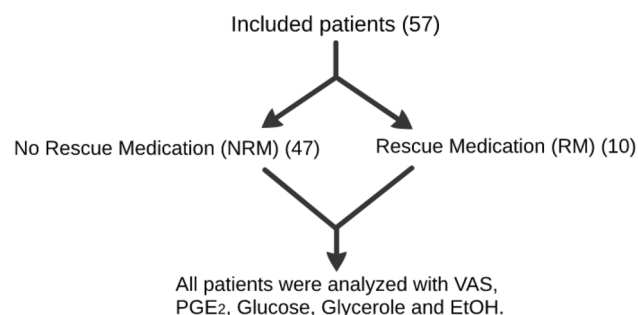 Included patients (57)
No Rescue Medication (NRM) (47)
Rescue Medication (RM) (10)
All patients were analyzed with VAS,
PGE2, Glucose, Glycerole and EtOH.